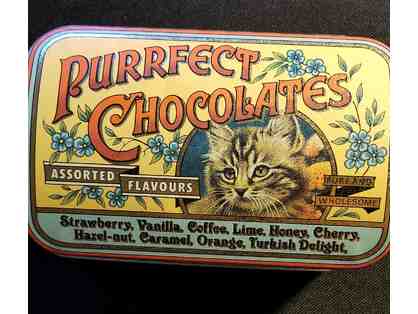 PURRFECT
CHOCOLATES
ASSORTED
FLAVOURS
PURE AND
WHOLESOME
Strawberry, Vanilla, Coffee, Lime, Honey, Cherry,
Hazel-nut, Caramel, Orange, Turkish Delight,